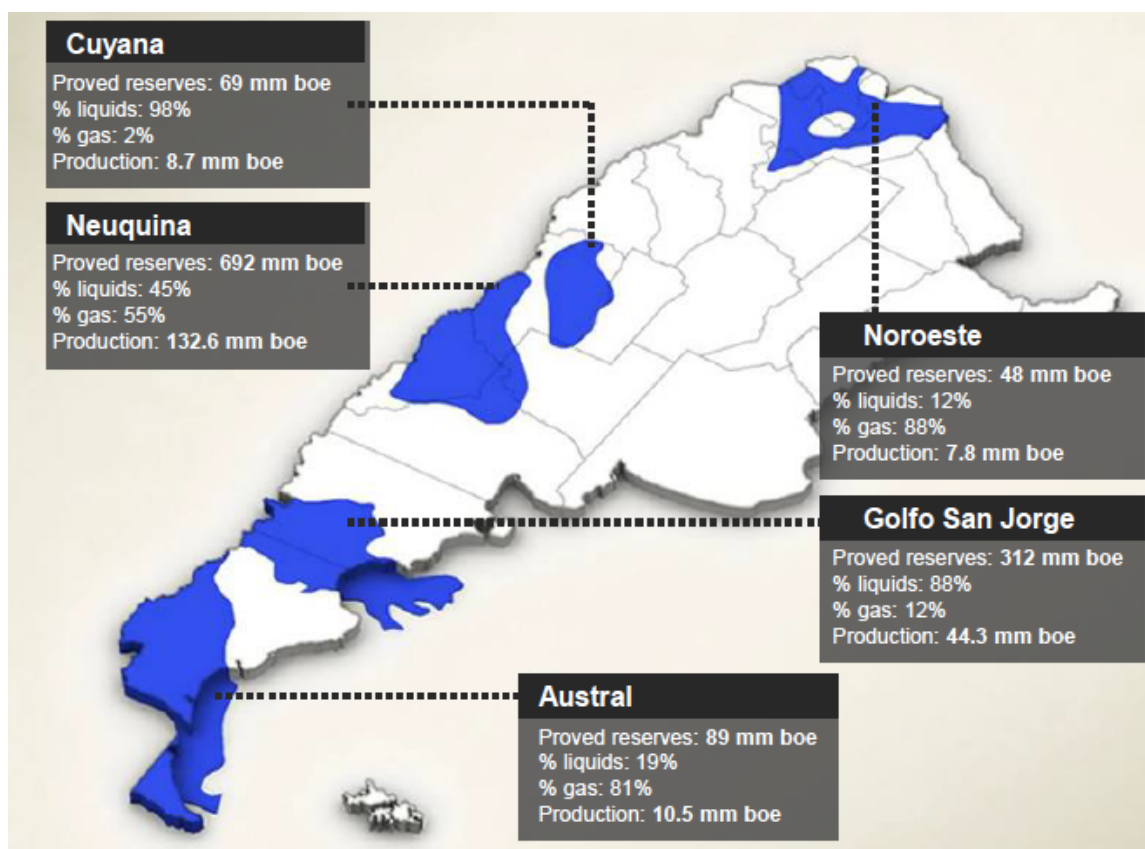 Cuyana
Proved reserves: 69 mm boe
% liquids: 98%
% gas: 2%
Production: 8.7 mm boe
Neuquina
Proved reserves: 692 mm boe
% liquids: 45%
% gas: 55%
Production: 132.6 mm boe
Noroeste
Proved reserves: 48 mm boe
% liquids: 12%
% gas: 88%
Production: 7.8 mm boe
Golfo San Jorge
Proved reserves: 312 mm boe
% liquids: 88%
% gas: 12%
Production: 44.3 mm boe
Austral
Proved reserves: 89 mm boe
% liquids: 19%
% gas: 81%
Production: 10.5 mm boe